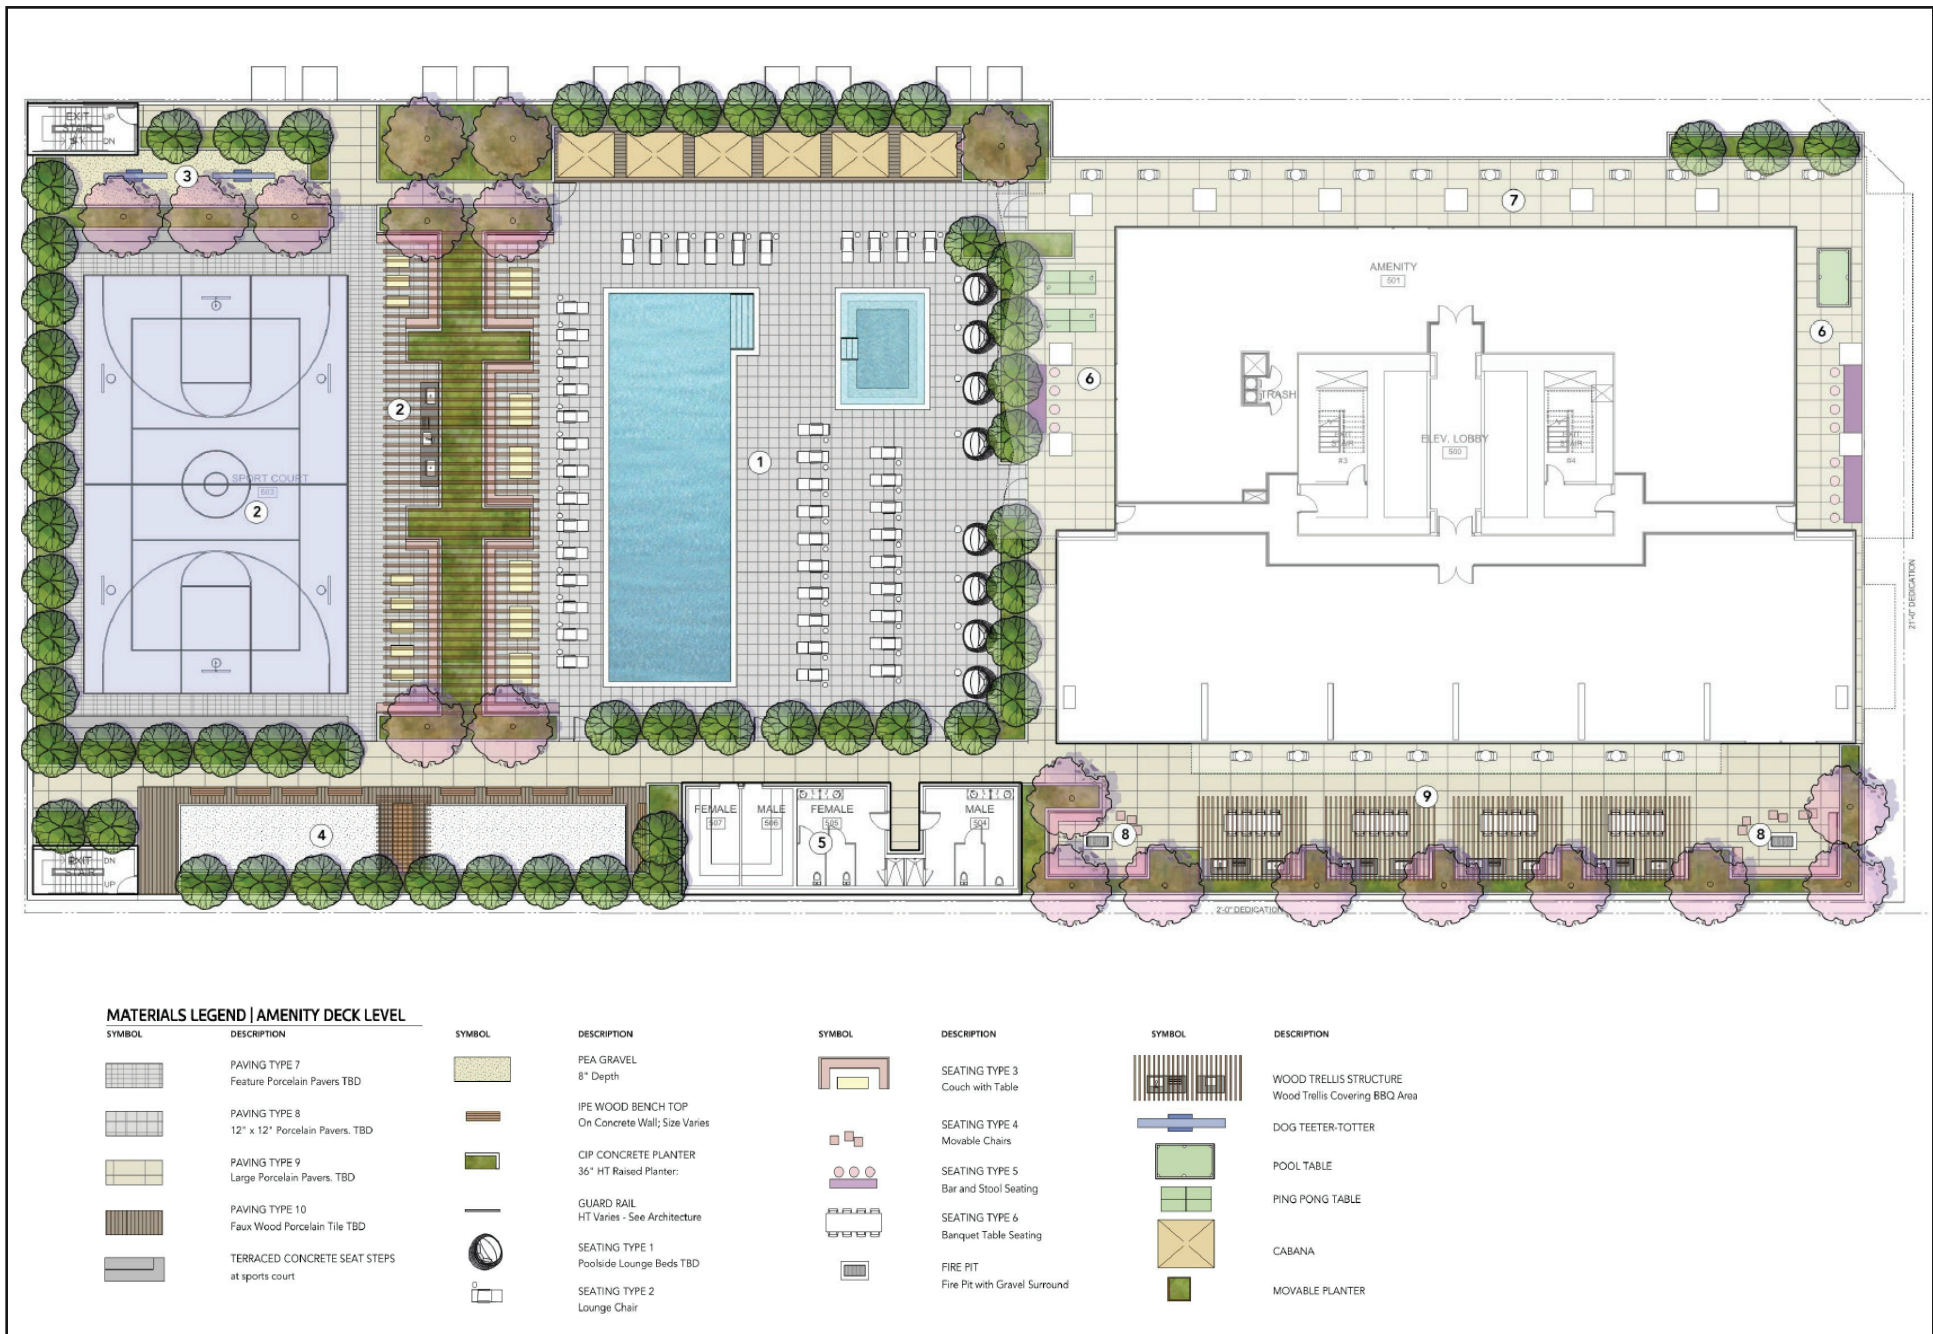 EXIT UP
STAIR
DN
3
7
AMENITY
501
6
6
2
TRASH
ELEV. LOBBY
500
EXIT
STAIR
#3
EXIT
STAIR
#4
1
SPORT COURT
503
2
21'-0" DEDICATION
9
FEMALE
507
MALE
506
FEMALE
505
MALE
504
4
5
8
8
EXIT DN
STAIR
UP
2'-0" DEDICATION
MATERIALS LEGEND | AMENITY DECK LEVEL
SYMBOL DESCRIPTION
PAVING TYPE 7
Feature Porcelain Pavers TBD
PAVING TYPE 8
12" x 12" Porcelain Pavers. TBD
PAVING TYPE 9
Large Porcelain Pavers. TBD
PAVING TYPE 10
Faux Wood Porcelain Tile TBD
TERRACED CONCRETE SEAT STEPS
at sports court
SYMBOL DESCRIPTION
PEA GRAVEL
8" Depth
IPE WOOD BENCH TOP
On Concrete Wall; Size Varies
CIP CONCRETE PLANTER
36" HT Raised Planter:
GUARD RAIL
HT Varies - See Architecture
SEATING TYPE 1
Poolside Lounge Beds TBD
SEATING TYPE 2
Lounge Chair
SYMBOL DESCRIPTION
SEATING TYPE 3
Couch with Table
SEATING TYPE 4
Movable Chairs
SEATING TYPE 5
Bar and Stool Seating
SEATING TYPE 6
Banquet Table Seating
FIRE PIT
Fire Pit with Gravel Surround
SYMBOL DESCRIPTION
WOOD TRELLIS STRUCTURE
Wood Trellis Covering BBQ Area
DOG TEETER-TOTTER
POOL TABLE
PING PONG TABLE
CABANA
MOVABLE PLANTER